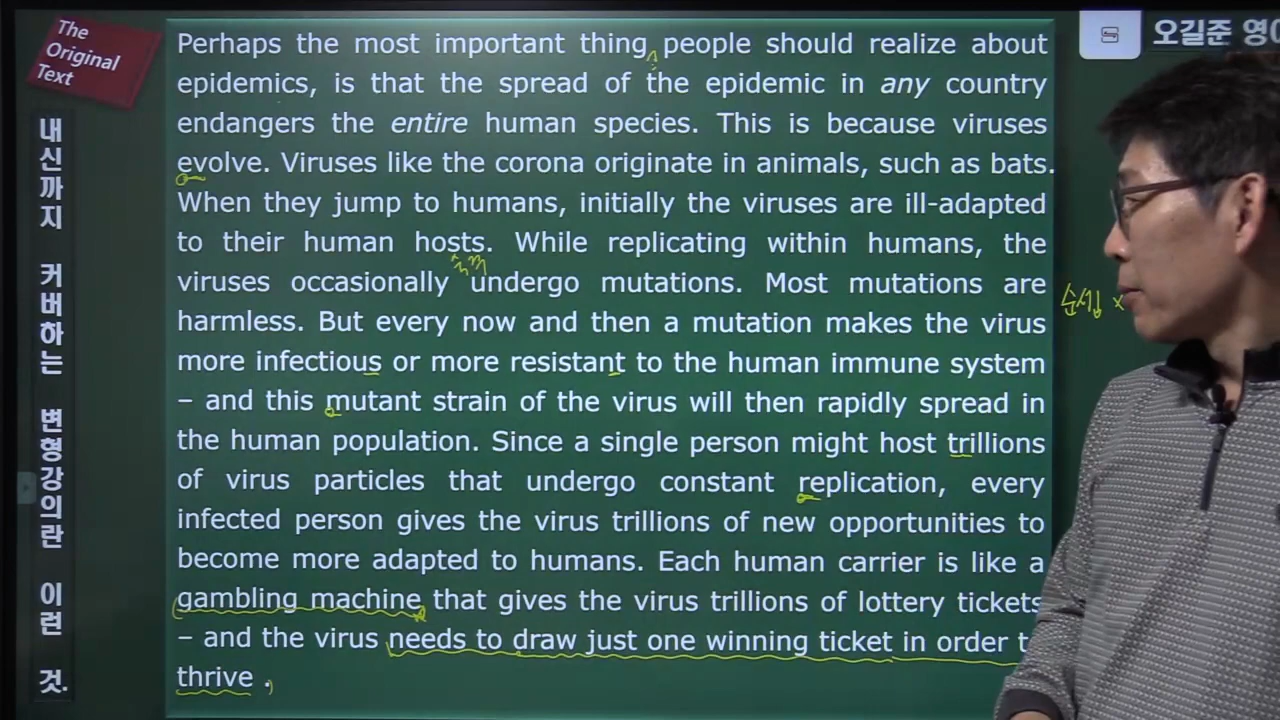 The
Original
Text
오길준 영어
Perhaps the most important thing people should realize about
epidemics, is that the spread of the epidemic in any country
endangers the entire human species. This is because viruses
evolve. Viruses like the corona originate in animals, such as bats.
When they jump to humans, initially the viruses are ill-adapted
to their human hosts. While replicating within humans, the
viruses occasionally undergo mutations. Most mutations are
harmless. But every now and then a mutation makes the virus
more infectious or more resistant to the human immune system
– and this mutant strain of the virus will then rapidly spread in
the human population. Since a single person might host trillions
of virus particles that undergo constant replication, every
infected person gives the virus trillions of new opportunities to
become more adapted to humans. Each human carrier is like a
gambling machine that gives the virus trillions of lottery tickets
– and the virus needs to draw just one winning ticket in order t
thrive .
내신까지 커버하는 변형강의란 이런 것.